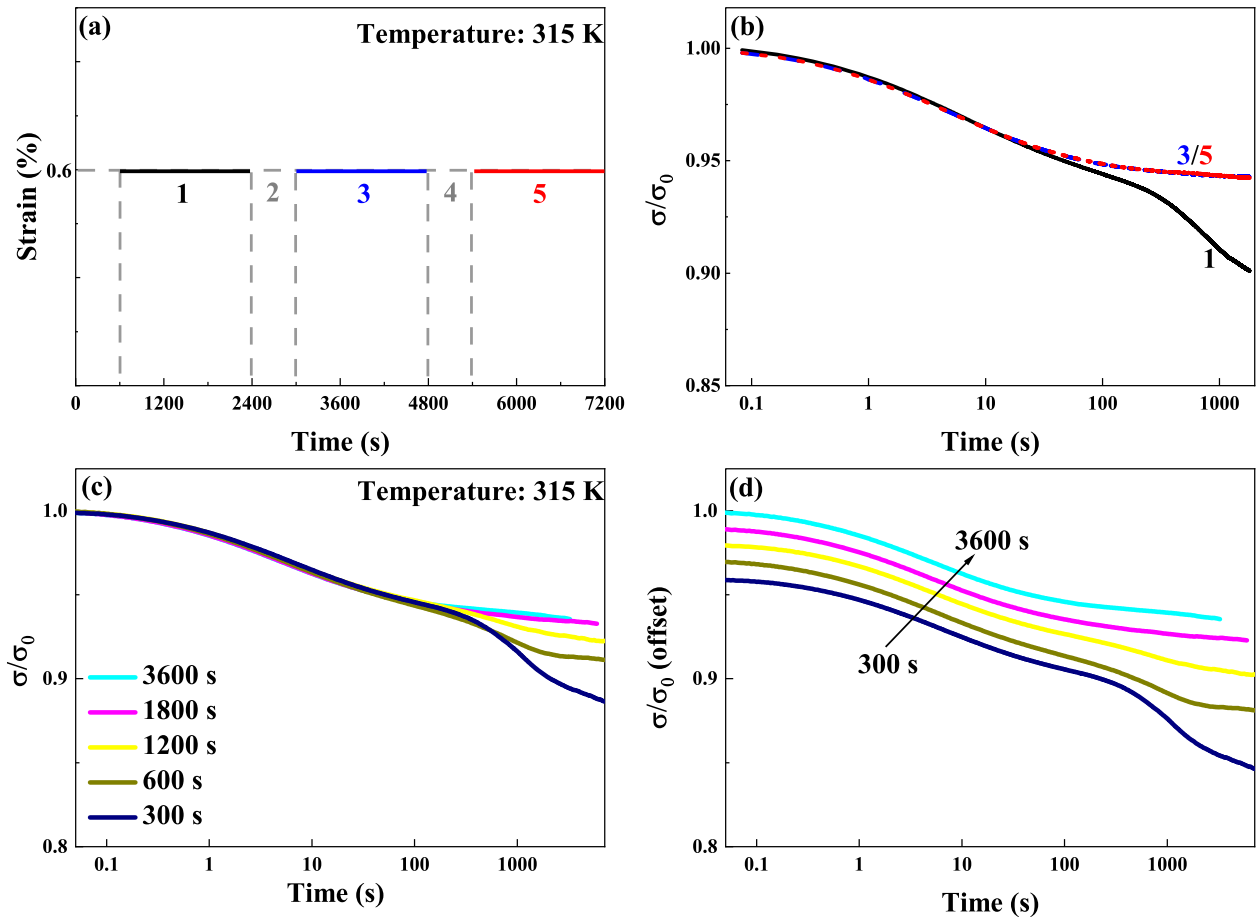 (a)
Temperature: 315 K
Strain (%)
0.6
1
2
3
4
5
0 1200 2400 3600 4800 6000 7200
Time (s)
(b)
σ/σ0
1.00
0.95
0.90
0.85
3/5
1
0.1 1 10 100 1000
Time (s)
(c)
Temperature: 315 K
σ/σ0
1.0
0.9
0.8
3600 s
1800 s
1200 s
600 s
300 s
0.1 1 10 100 1000
Time (s)
(d)
σ/σ0 (offset)
1.0
0.9
0.8
3600 s
300 s
0.1 1 10 100 1000
Time (s)